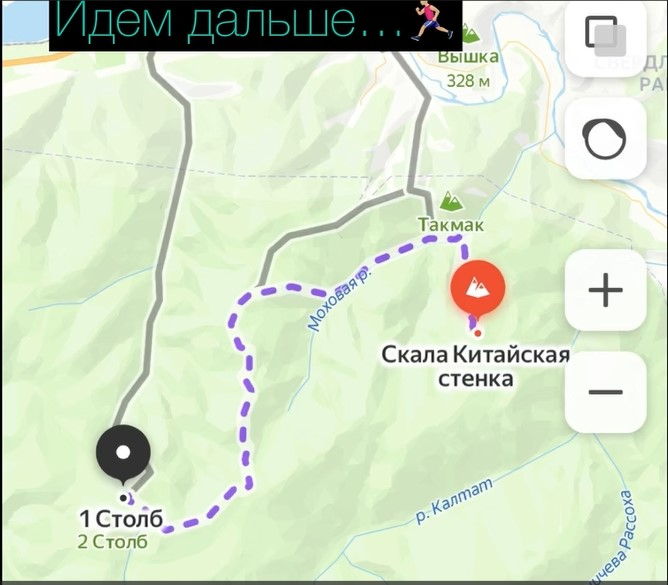 Идем дальше...
Вышка
328 м
Такмак
Моховая р.
Скала Китайская
стенка
1 Столб
2 Столб
р. Калтат